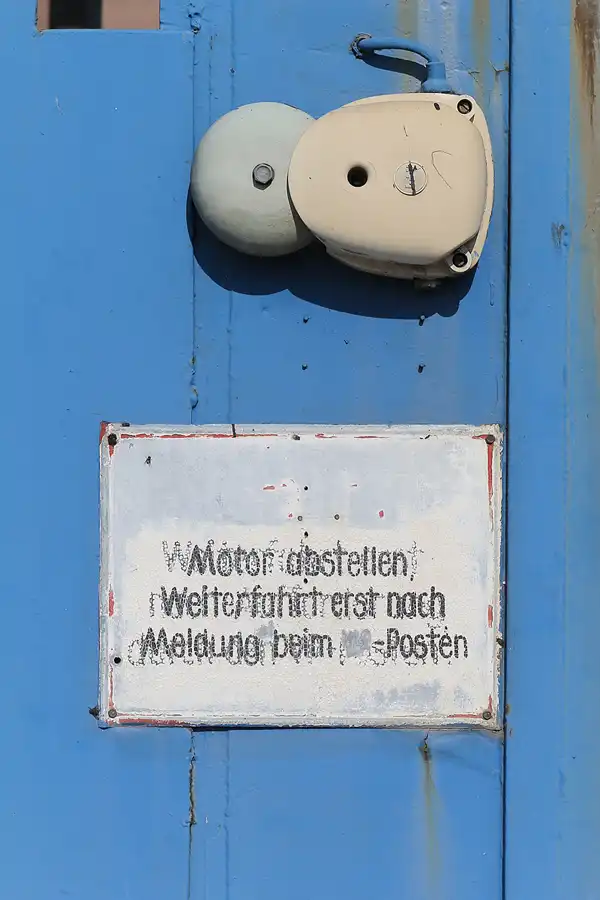 Motor abstellen,
Weiterfahrt erst nach
Meldung beim -Posten